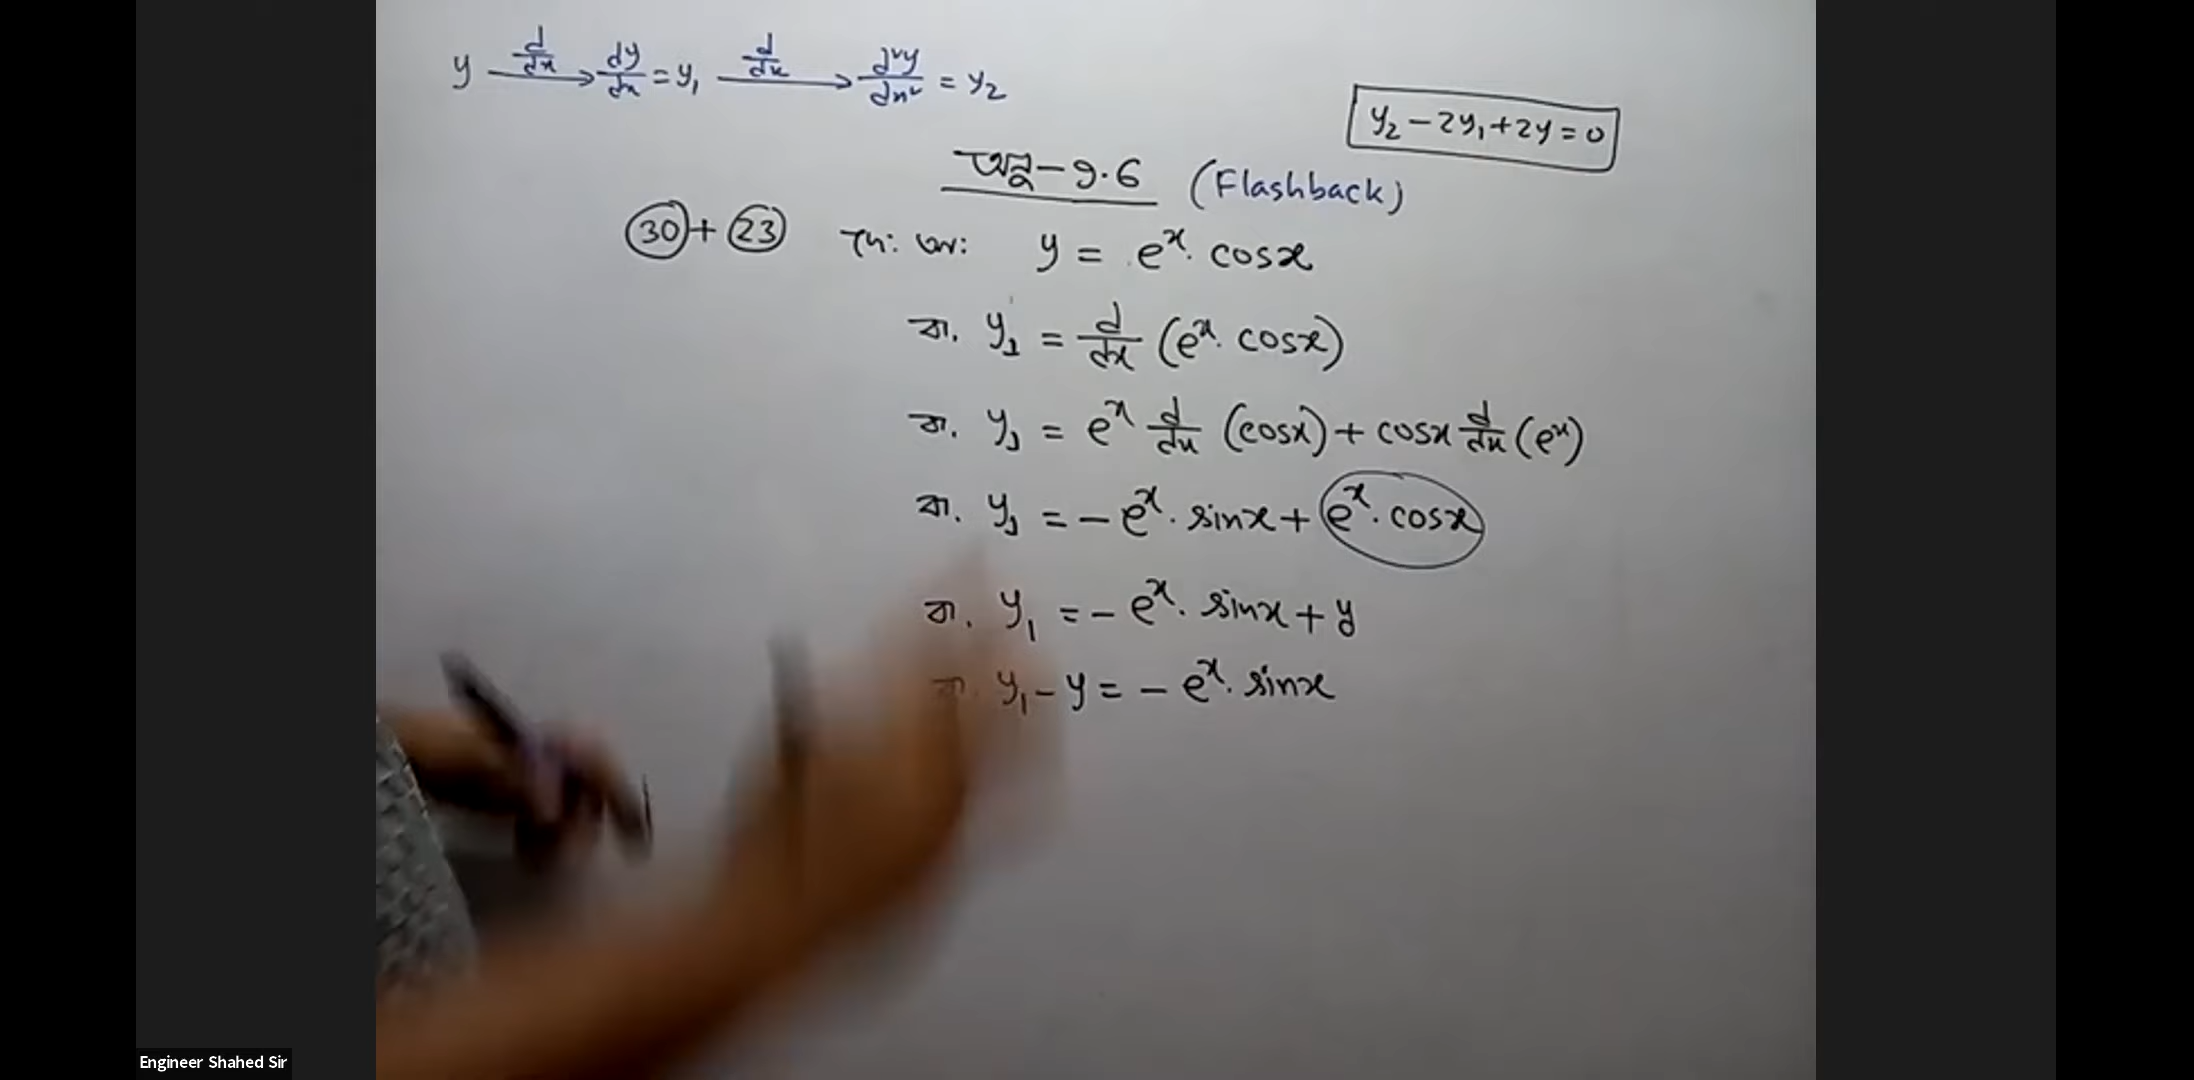 y d/dx → dy/dx = y₁ d/dx → d²y/dx² = y₂
y₂ - 2y₁ + 2y = 0
অনু - 9.6 (Flashback)
(30) + (23) দে: আ: y = eˣ. cosx
বা. y₁ = d/dx (eˣ. cosx)
বা. y₁ = eˣ d/dx (cosx) + cosx d/dx (eˣ)
বা. y₁ = - eˣ. sinx + eˣ. cosx
বা. y₁ = - eˣ. sinx + y
বা. y₁ - y = - eˣ. sinx
Engineer Shahed Sir